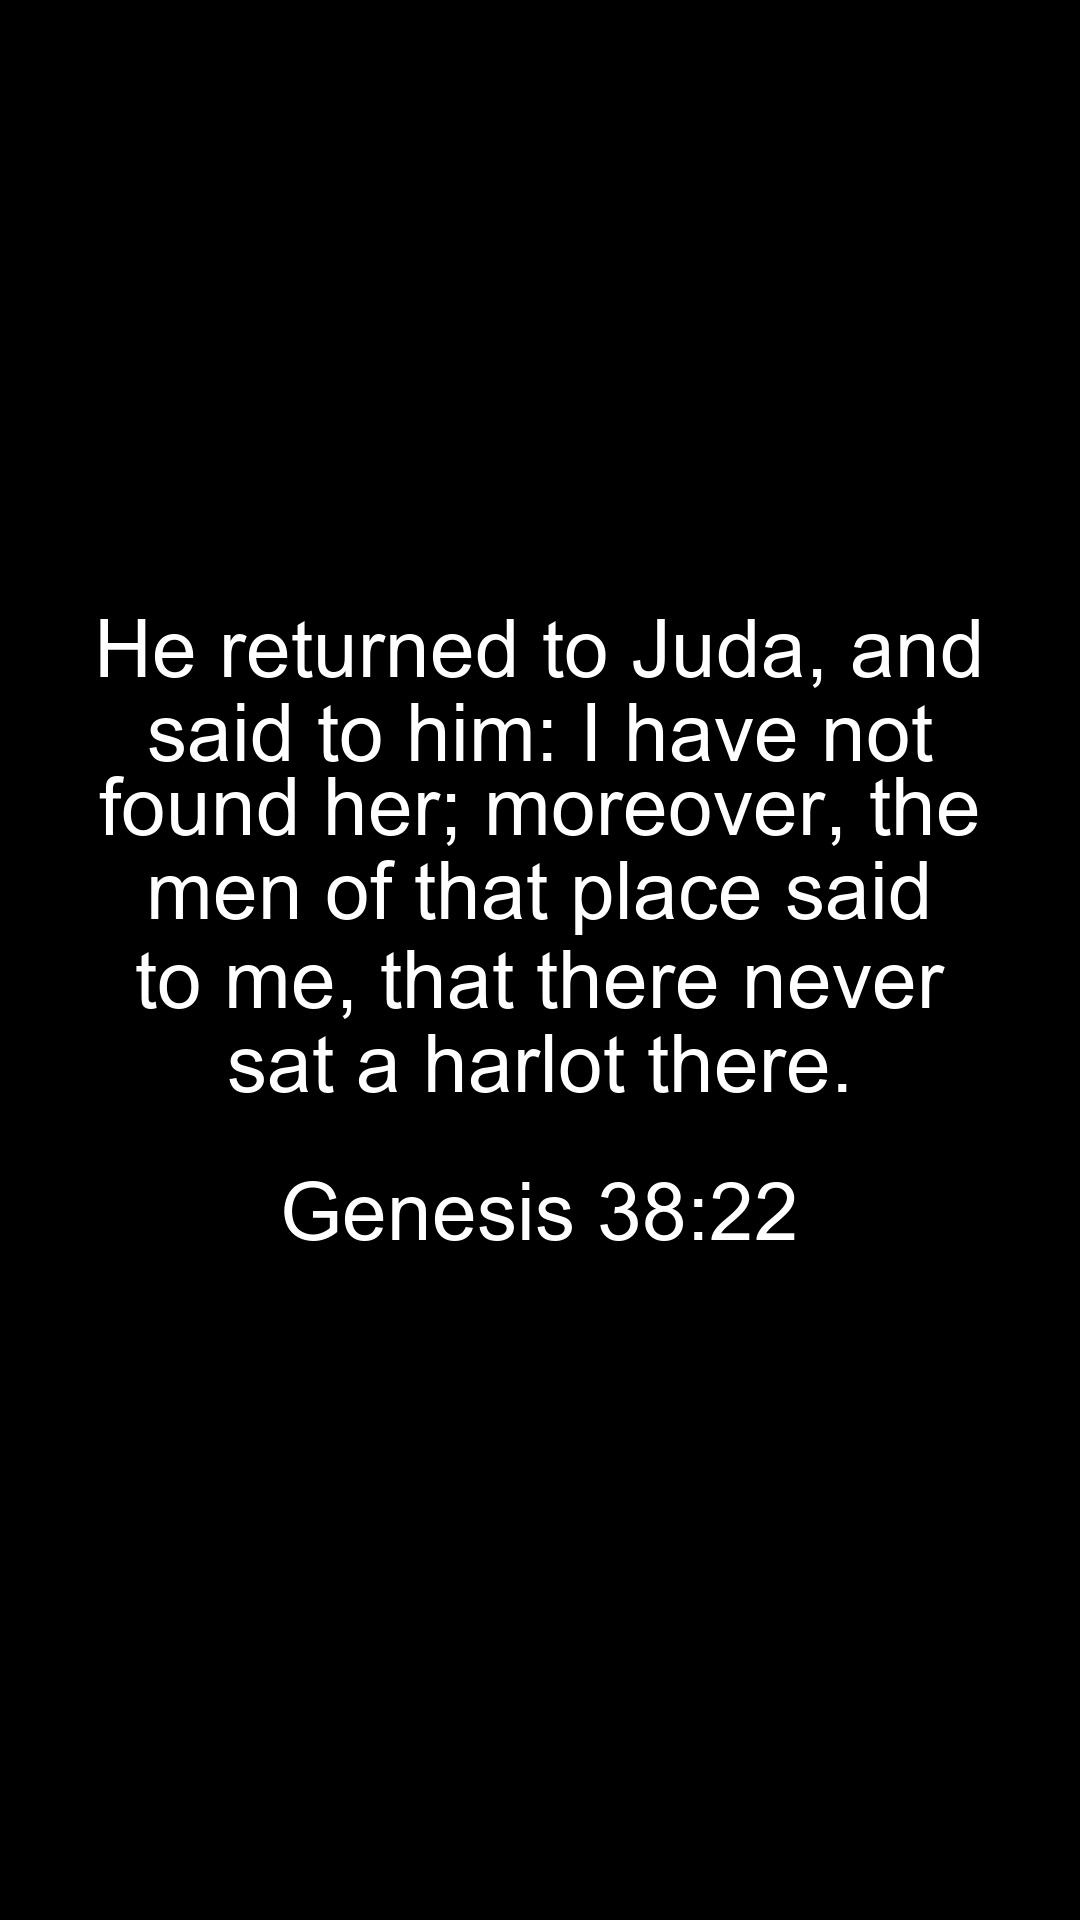 He returned to Juda, and
said to him: I have not
found her; moreover, the
men of that place said
to me, that there never
sat a harlot there.
Genesis 38:22